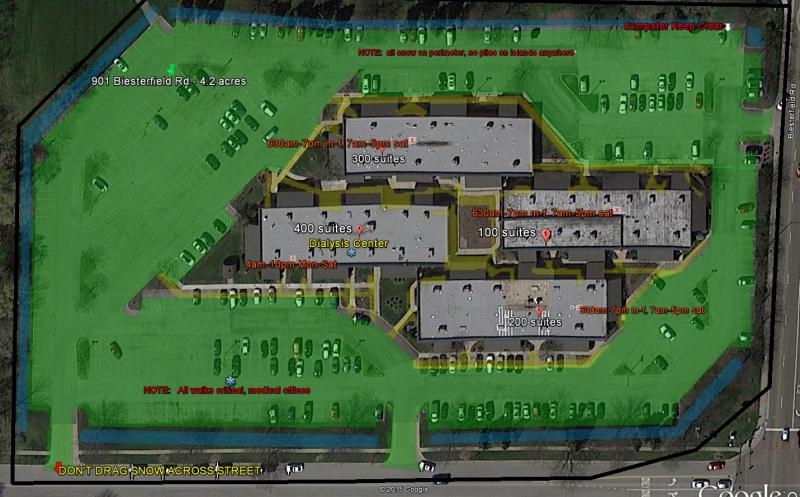 dumpster Keep Clear
NOTE: all snow on perimeter, no piles on islands anywhere
901 Biesterfield Rd - 4.2 acres
Biesterfield Rd
630am-7pm m-f, 7am-5pm sat
300 suites
630am-7pm m-f, 7am-5pm sat
400 suites
100 suites
Dialysis Center
4am-10pm Mon-Sat
630am-7pm m-f, 7am-5pm sat
200 suites
NOTE: All walks critical, medical offices
DON'T DRAG SNOW ACROSS STREET
© 2015 Google
Google